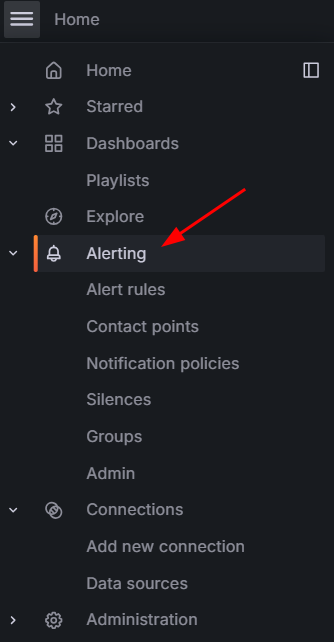 Home
Home
Starred
Dashboards
Playlists
Explore
Alerting
Alert rules
Contact points
Notification policies
Silences
Groups
Admin
Connections
Add new connection
Data sources
Administration